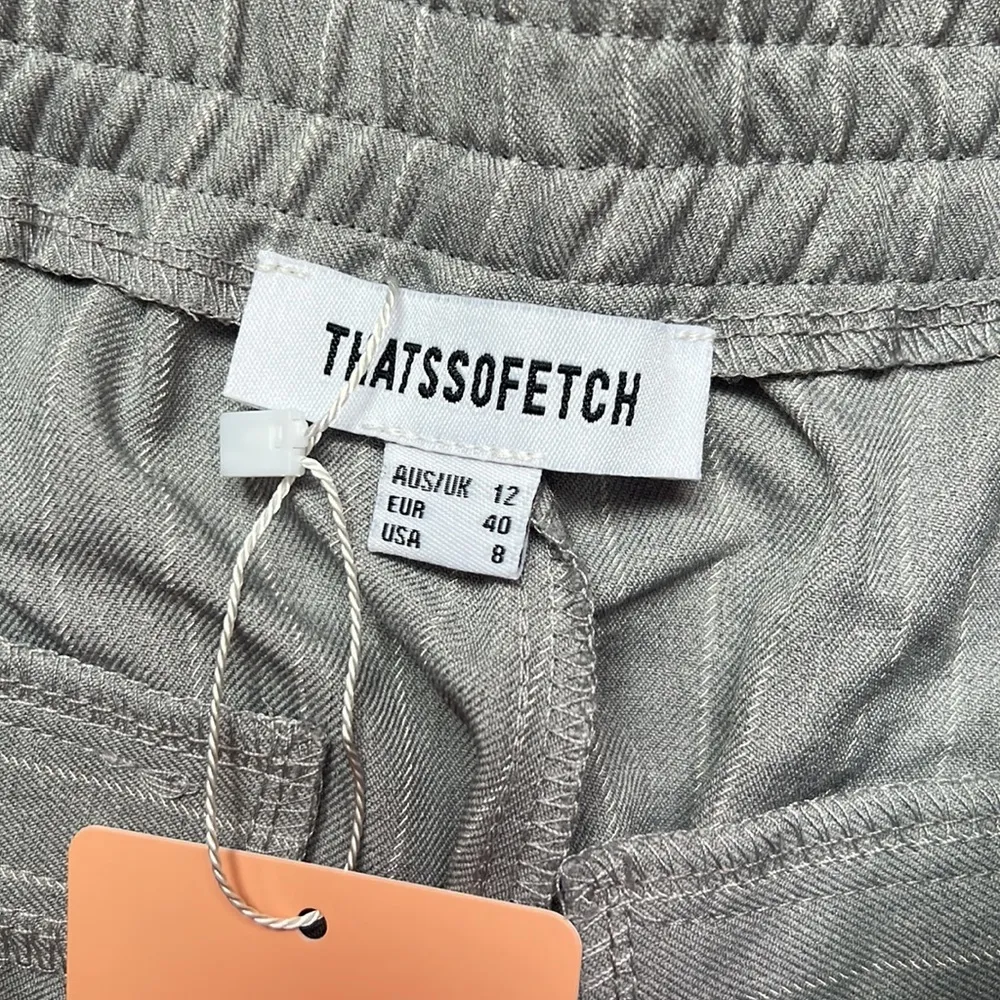 THATSSOFETCH
AUS/UK 12
EUR 40
USA 8